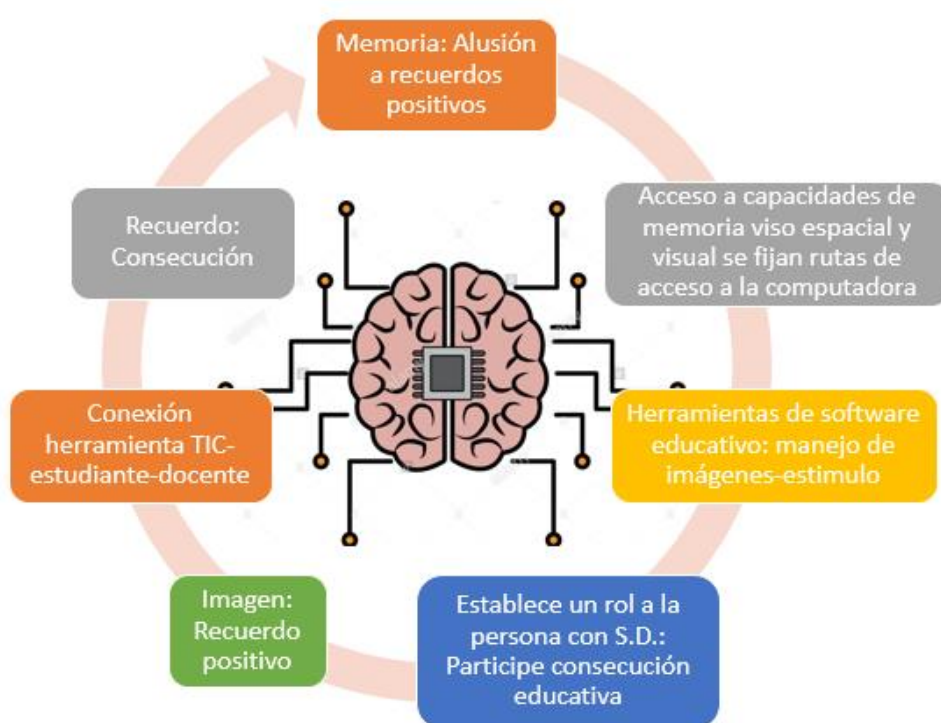 Memoria: Alusión
a recuerdos
positivos
Acceso a capacidades de
memoria viso espacial y
visual se fijan rutas de
acceso a la computadora
Herramientas de software
educativo: manejo de
imágenes-estimulo
Establece un rol a la
persona con S.D.:
Participe consecución
educativa
Imagen:
Recuerdo
positivo
Conexión
herramienta TIC-
estudiante-docente
Recuerdo:
Consecución